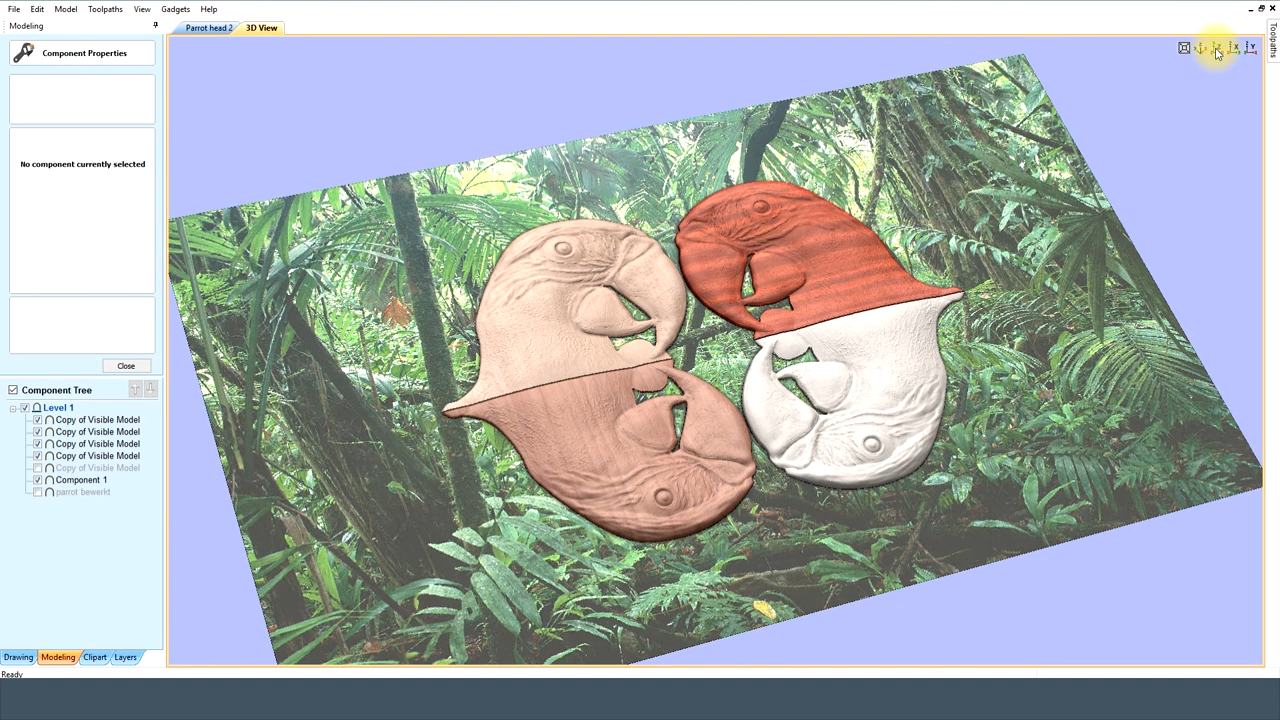 File Edit Model Toolpaths View Gadgets Help
Modeling
Parrot head 2 3D View
Toolpaths
Component Properties
No component currently selected
Close
Component Tree
Level 1
Copy of Visible Model
Copy of Visible Model
Copy of Visible Model
Copy of Visible Model
Copy of Visible Model
Component 1
parrot bewerkt
Drawing Modeling Clipart Layers
Ready